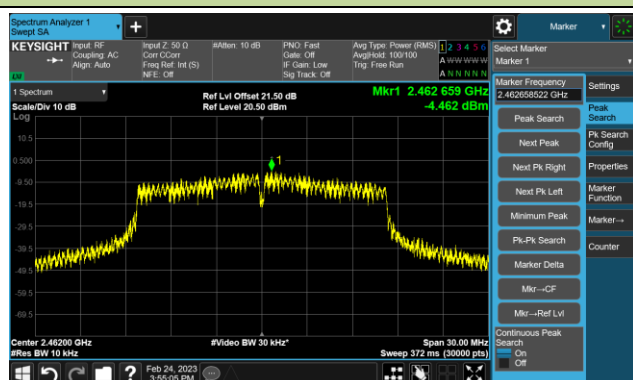 Spectrum Analyzer 1
Swept SA
Marker
KEYSIGHT
Input: RF
Coupling: AC
Align: Auto
Input Z: 50 Ω
Corr CCorr
Freq Ref: Int (S)
NFE: Off
#Atten: 10 dB
PNO: Fast
Gate: Off
IF Gain: Low
Sig Track: Off
Avg Type: Power (RMS)
Avg|Hold: 100/100
Trig: Free Run
1 2 3 4 5 6
A W W W W W
A N N N N N
Select Marker
Marker 1
1 Spectrum
Scale/Div 10 dB
Log
Ref Lvl Offset 21.50 dB
Ref Level 20.50 dBm
Mkr1 2.462 659 GHz
-4.462 dBm
10.5
0.500
-9.50
-19.5
-29.5
-39.5
-49.5
-59.5
-69.5
1
Center 2.46200 GHz
#Res BW 10 kHz
#Video BW 30 kHz*
Span 30.00 MHz
Sweep 372 ms (30000 pts)
Marker Frequency
2.462658522 GHz
Peak Search
Next Peak
Next Pk Right
Next Pk Left
Minimum Peak
Pk-Pk Search
Marker Delta
Mkr→CF
Mkr→Ref Lvl
Continuous Peak
Search
On
Off
Settings
Peak
Search
Pk Search
Config
Properties
Marker
Function
Marker→
Counter
Feb 24, 2023
3:55:05 PM